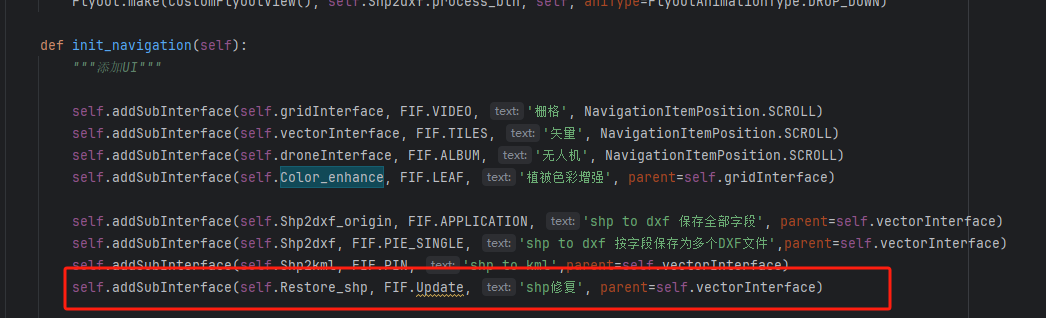 Flyout.make(CustomFlyoutView(), self.Shp2dxf.process_btn, self, aniType=FlyoutAnimationType.DROP_DOWN)
def init_navigation(self):
"""添加UI"""
self.addSubInterface(self.gridInterface, FIF.VIDEO, text: '栅格', NavigationItemPosition.SCROLL)
self.addSubInterface(self.vectorInterface, FIF.TILES, text: '矢量', NavigationItemPosition.SCROLL)
self.addSubInterface(self.droneInterface, FIF.ALBUM, text: '无人机', NavigationItemPosition.SCROLL)
self.addSubInterface(self.Color_enhance, FIF.LEAF, text: '植被色彩增强', parent=self.gridInterface)
self.addSubInterface(self.Shp2dxf_origin, FIF.APPLICATION, text: 'shp to dxf 保存全部字段', parent=self.vectorInterface)
self.addSubInterface(self.Shp2dxf, FIF.PIE_SINGLE, text: 'shp to dxf 按字段保存为多个DXF文件',parent=self.vectorInterface)
self.addSubInterface(self.Shp2kml, FIF.PIN, text: 'shp to kml',parent=self.vectorInterface)
self.addSubInterface(self.Restore_shp, FIF.Update, text: 'shp修复', parent=self.vectorInterface)